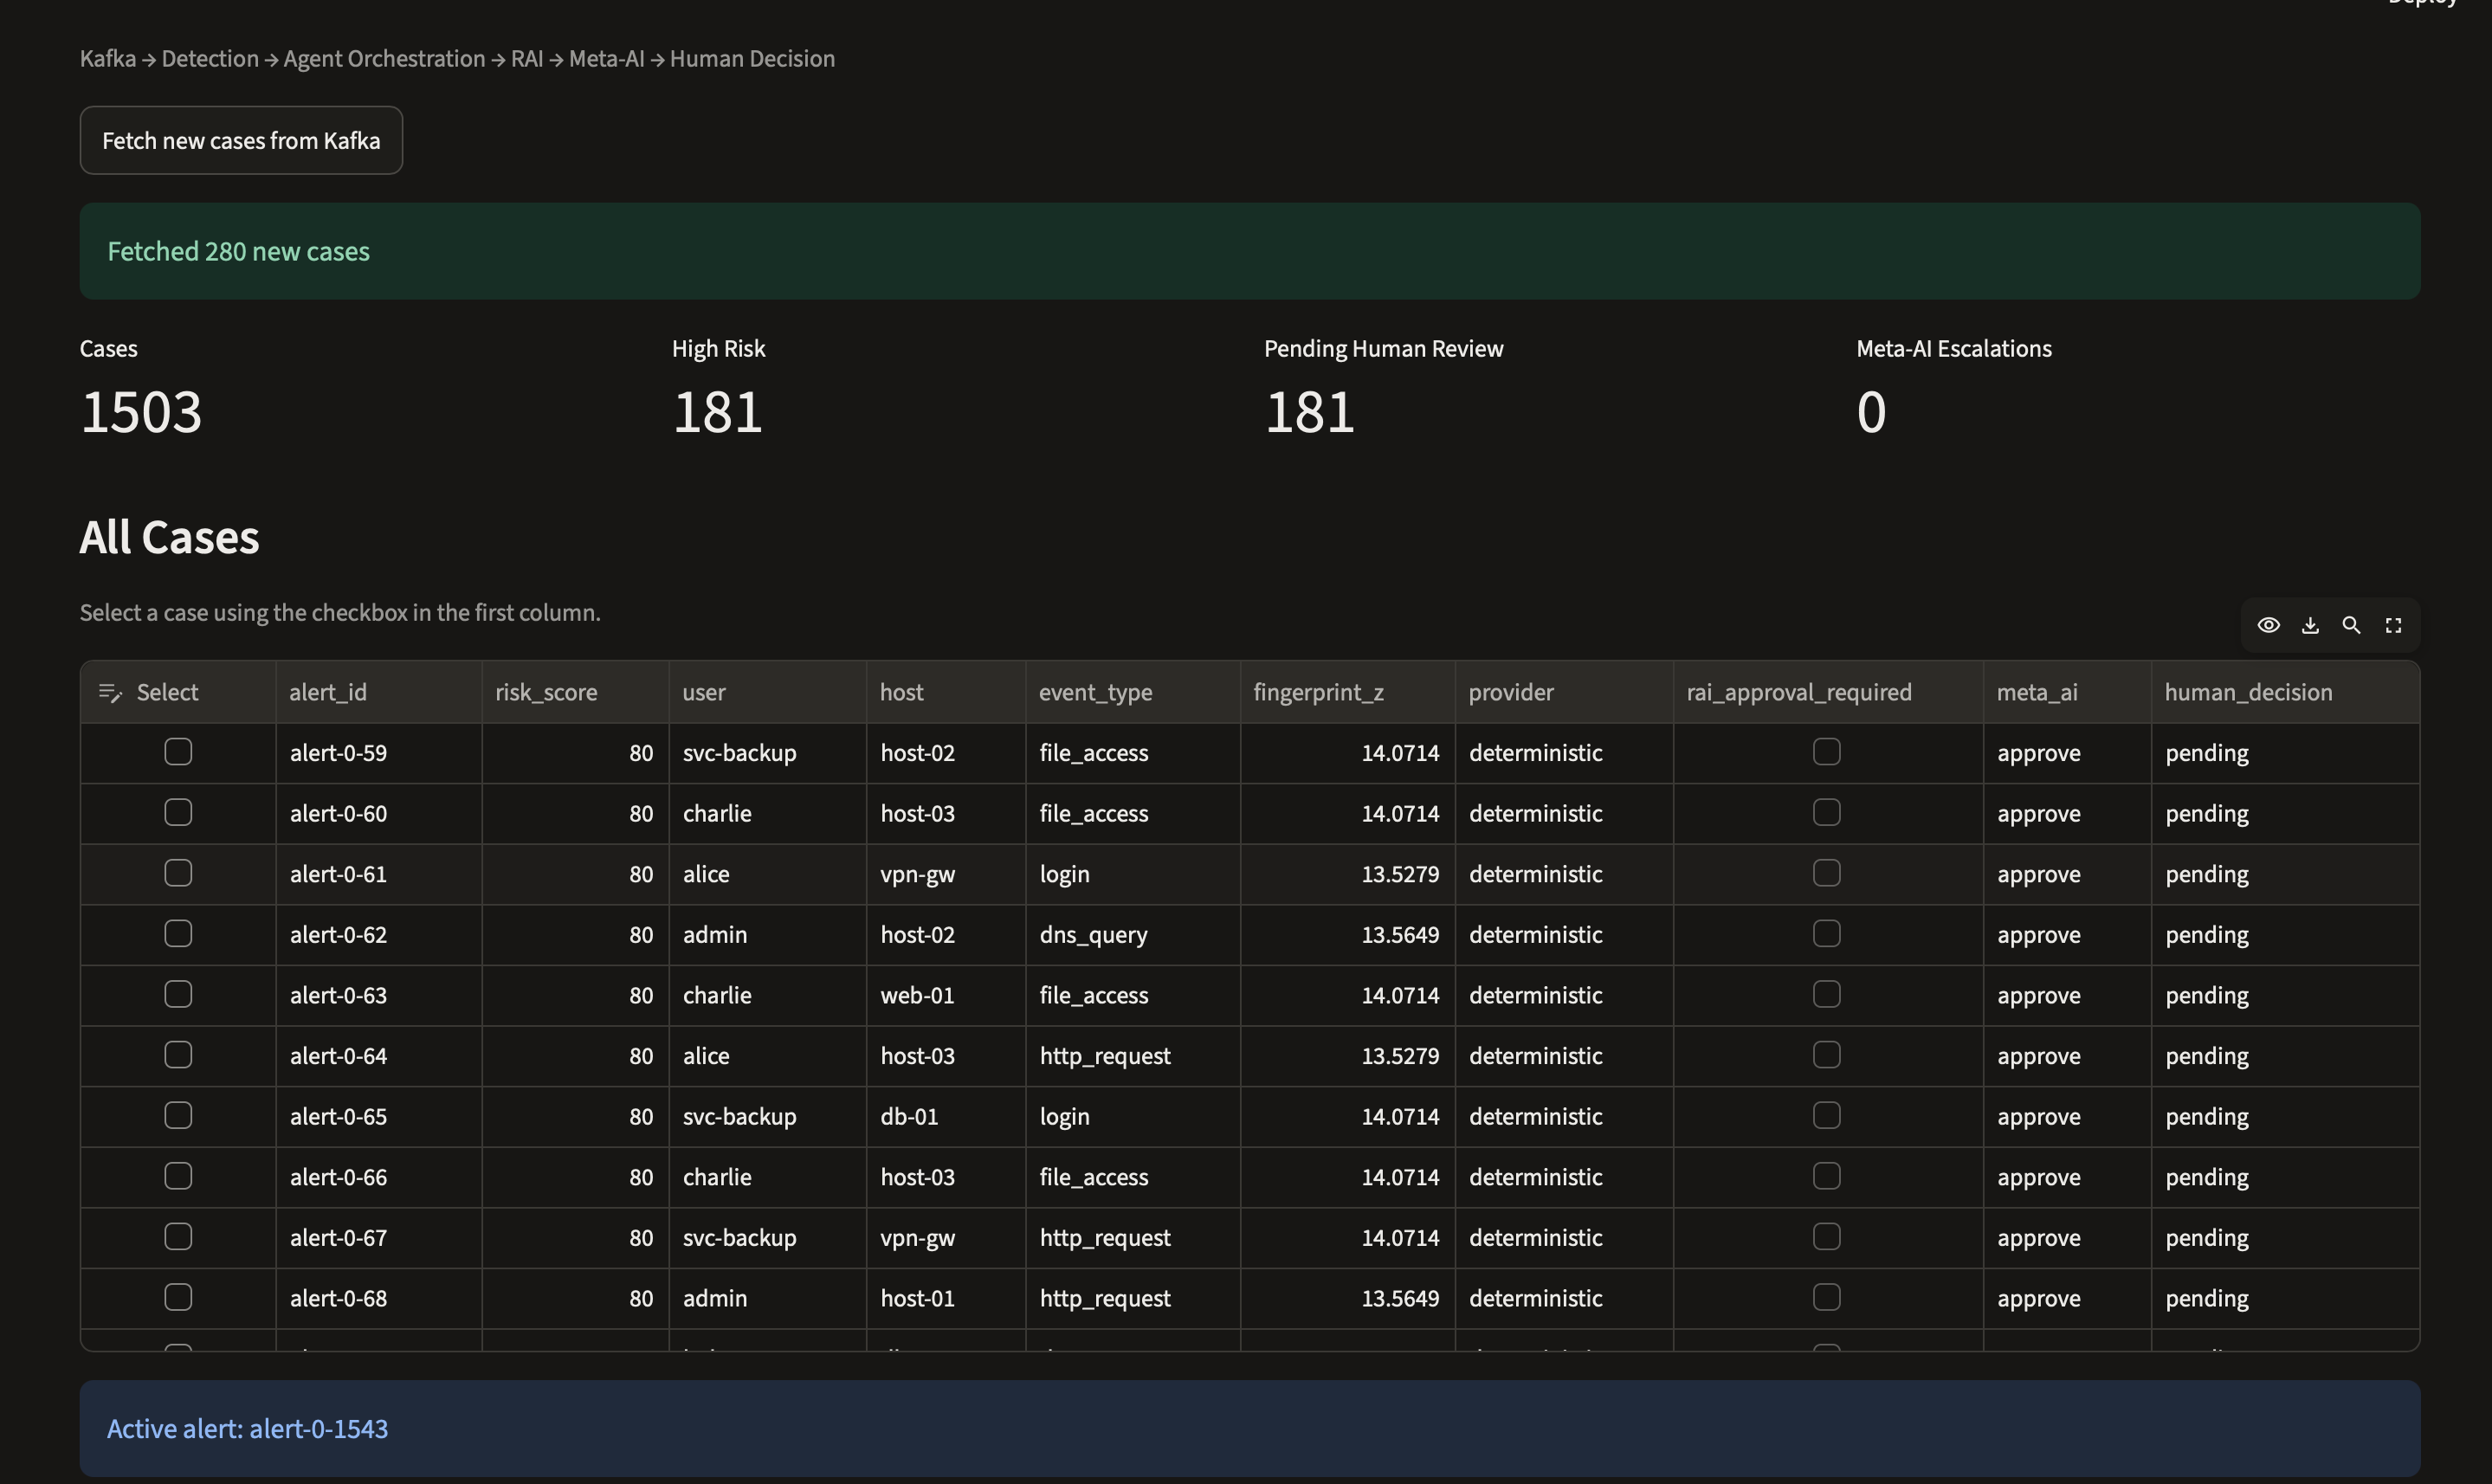 Deploy
Kafka → Detection → Agent Orchestration → RAI → Meta-AI → Human Decision
Fetch new cases from Kafka
Fetched 280 new cases
Cases High Risk Pending Human Review Meta-AI Escalations
1503 181 181 0
All Cases
Select a case using the checkbox in the first column.
Select alert_id risk_score user host event_type fingerprint_z provider rai_approval_required meta_ai human_decision
alert-0-59 80 svc-backup host-02 file_access 14.0714 deterministic approve pending
alert-0-60 80 charlie host-03 file_access 14.0714 deterministic approve pending
alert-0-61 80 alice vpn-gw login 13.5279 deterministic approve pending
alert-0-62 80 admin host-02 dns_query 13.5649 deterministic approve pending
alert-0-63 80 charlie web-01 file_access 14.0714 deterministic approve pending
alert-0-64 80 alice host-03 http_request 13.5279 deterministic approve pending
alert-0-65 80 svc-backup db-01 login 14.0714 deterministic approve pending
alert-0-66 80 charlie host-03 file_access 14.0714 deterministic approve pending
alert-0-67 80 svc-backup vpn-gw http_request 14.0714 deterministic approve pending
alert-0-68 80 admin host-01 http_request 13.5649 deterministic approve pending
Active alert: alert-0-1543